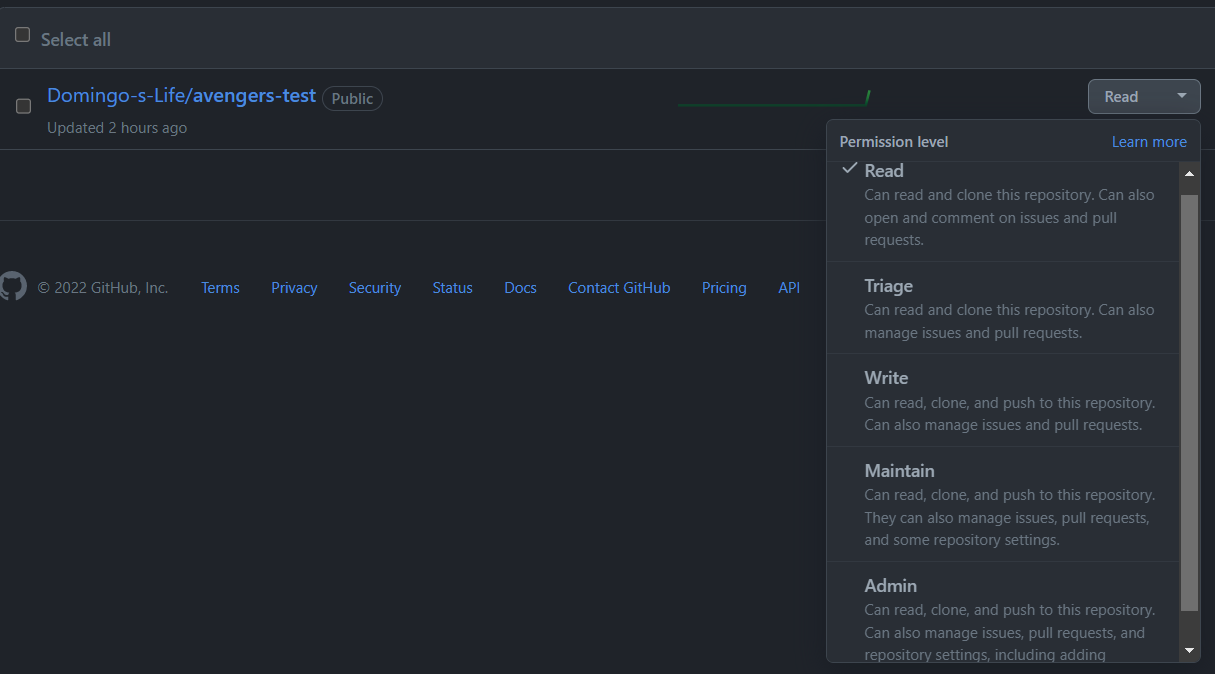 Select all
Domingo-s-Life/avengers-test Public
Updated 2 hours ago
Read
Permission level Learn more
Read
Can read and clone this repository. Can also
open and comment on issues and pull
requests.
Triage
Can read and clone this repository. Can also
manage issues and pull requests.
Write
Can read, clone, and push to this repository.
Can also manage issues and pull requests.
Maintain
Can read, clone, and push to this repository.
They can also manage issues, pull requests,
and some repository settings.
Admin
Can read, clone, and push to this repository.
Can also manage issues, pull requests, and
repository settings, including adding
© 2022 GitHub, Inc. Terms Privacy Security Status Docs Contact GitHub Pricing API